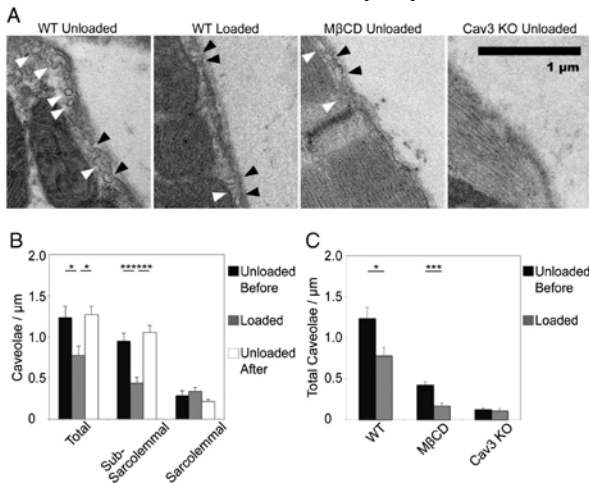 A
WT Unloaded
WT Loaded
MβCD Unloaded
Cav3 KO Unloaded
1 μm
B
Caveolae / μm
2.0
1.5
1.0
0.5
0
* *
*** ***
Total
Sub-
Sarcolemmal
Sarcolemmal
Unloaded
Before
Loaded
Unloaded
After
C
Total Caveolae / μm
2.0
1.5
1.0
0.5
0
*
***
WT
MβCD
Cav3 KO
Unloaded
Before
Loaded